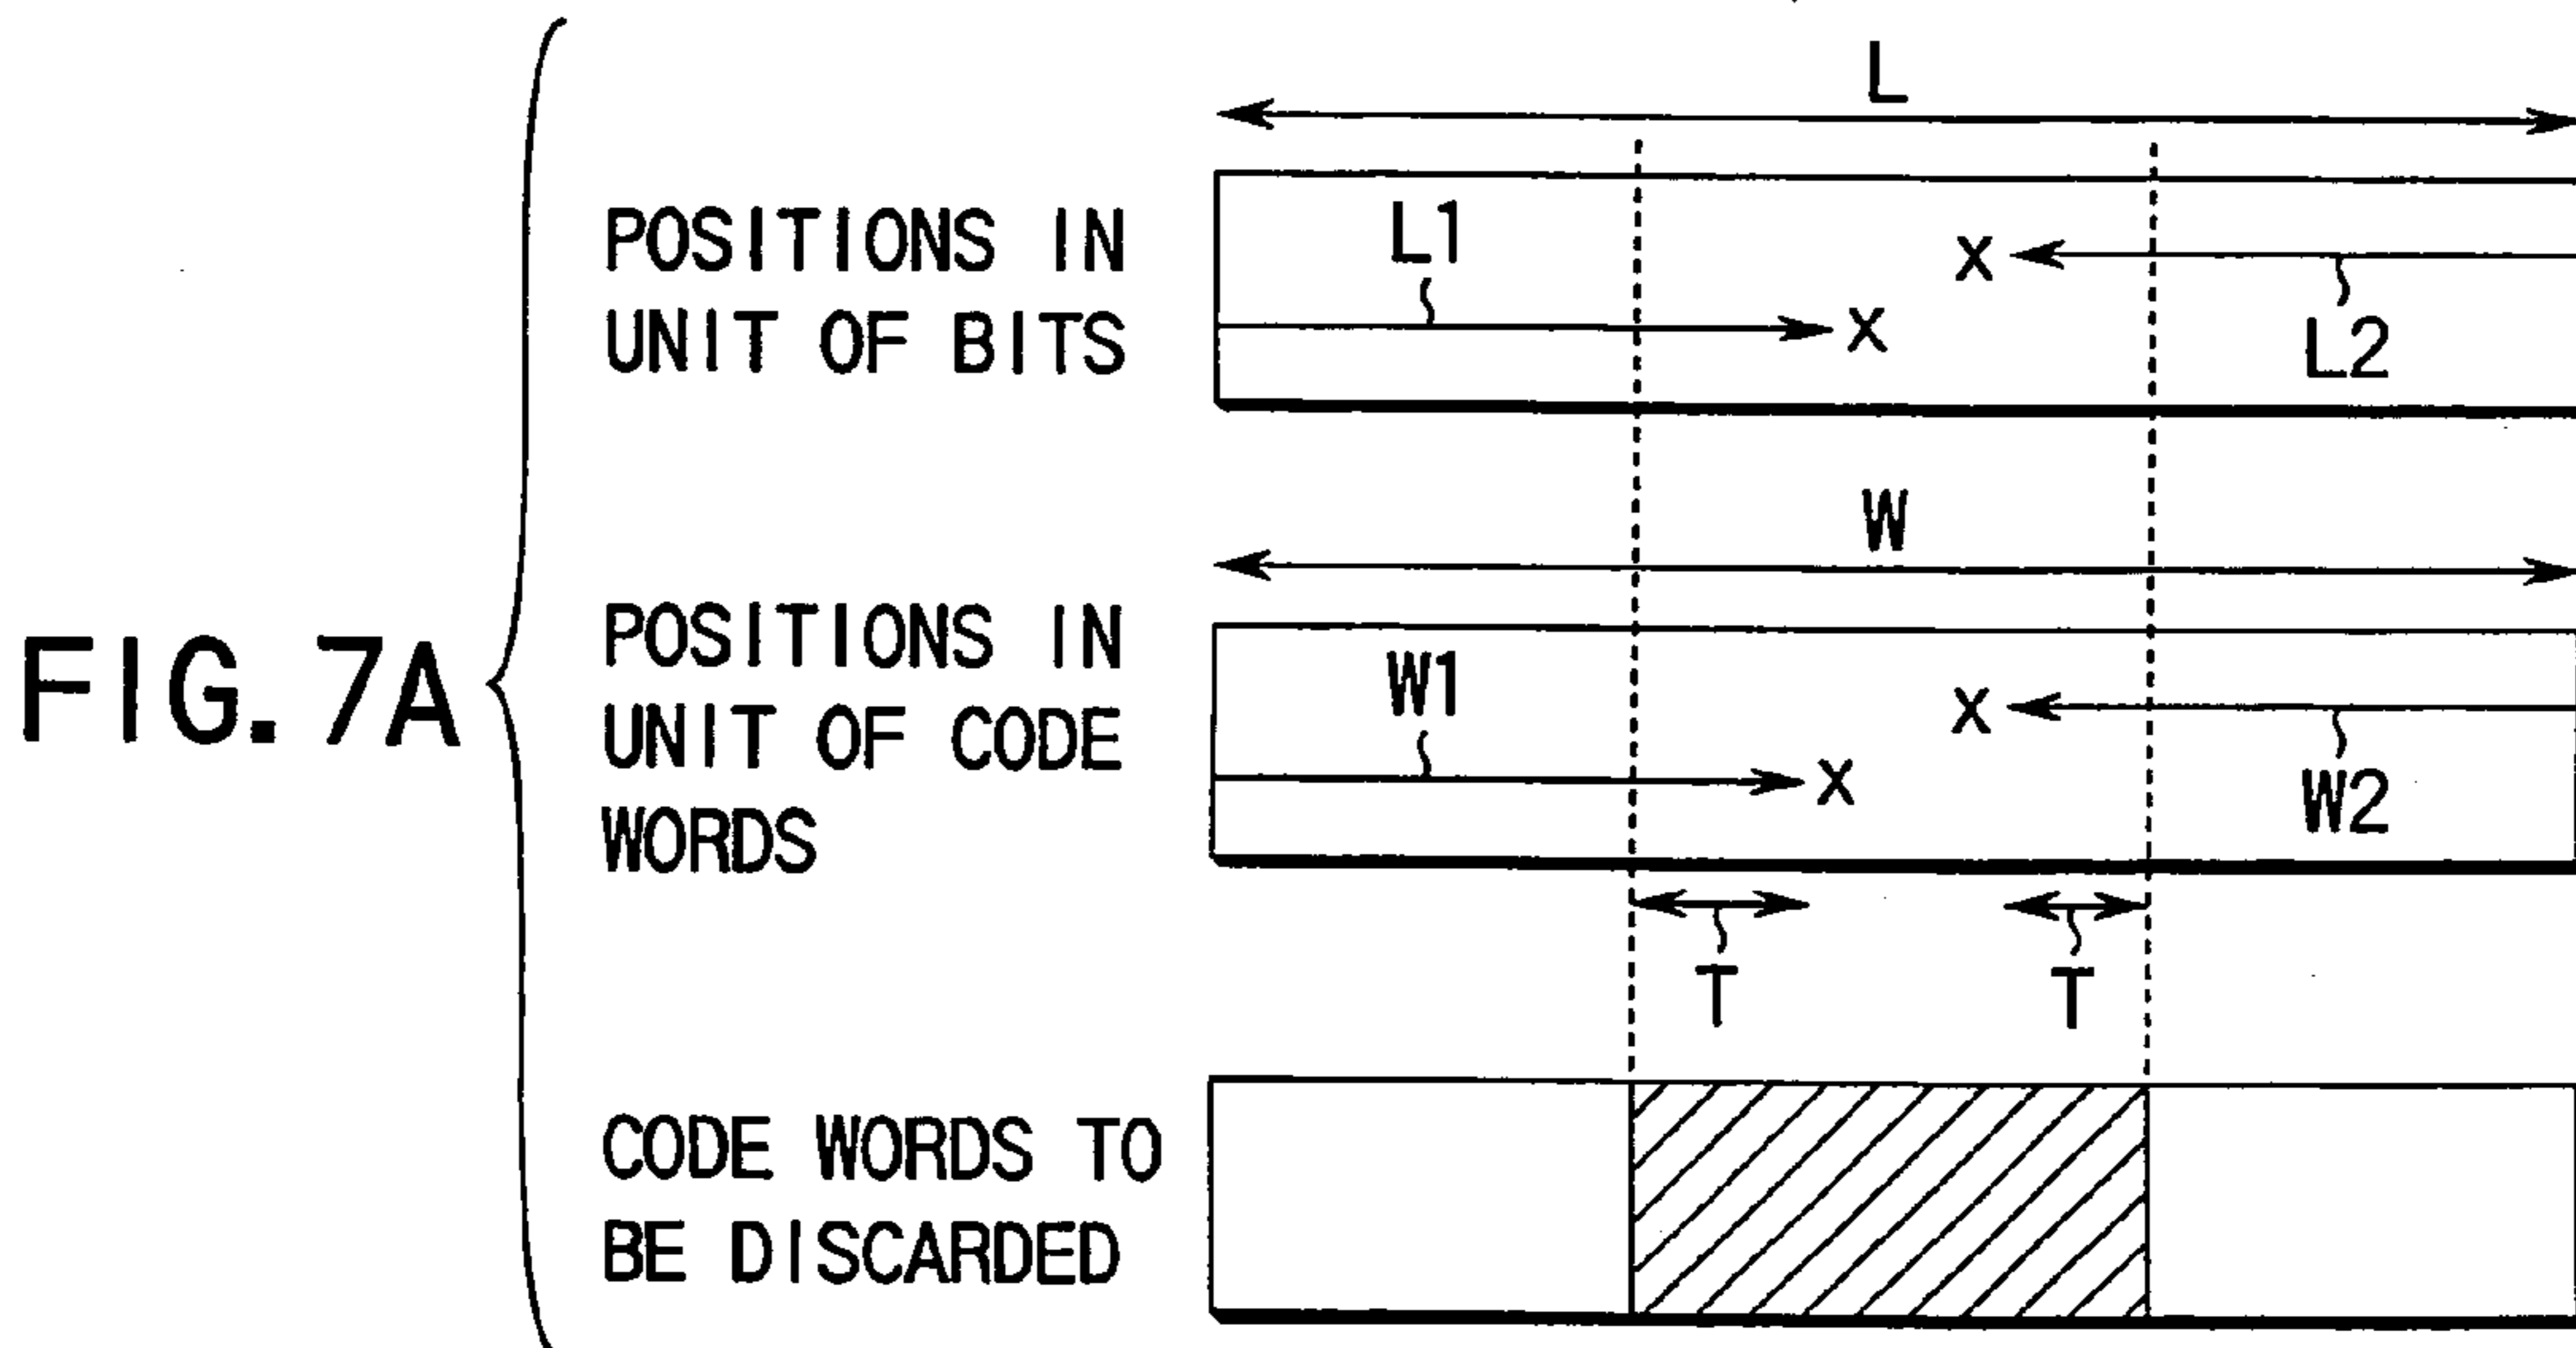 FIG. 7A
L
POSITIONS IN
UNIT OF BITS
L1
X
X
L2
W
POSITIONS IN
UNIT OF CODE
WORDS
W1
X
X
W2
T
T
CODE WORDS TO
BE DISCARDED